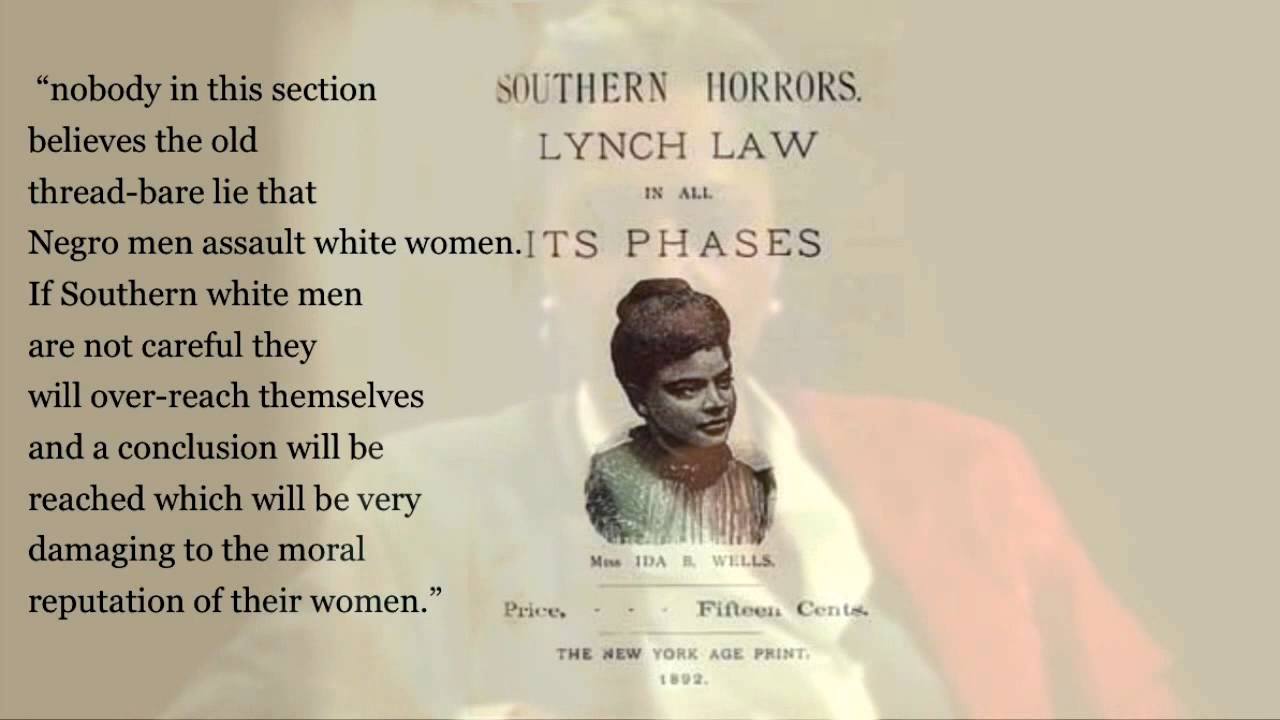 “nobody in this section
believes the old
thread-bare lie that
Negro men assault white women.
If Southern white men
are not careful they
will over-reach themselves
and a conclusion will be
reached which will be very
damaging to the moral
reputation of their women.”
SOUTHERN HORRORS.
LYNCH LAW
IN ALL
ITS PHASES
Miss IDA B. WELLS.
Price, - - - Fifteen Cents.
THE NEW YORK AGE PRINT.
1892.